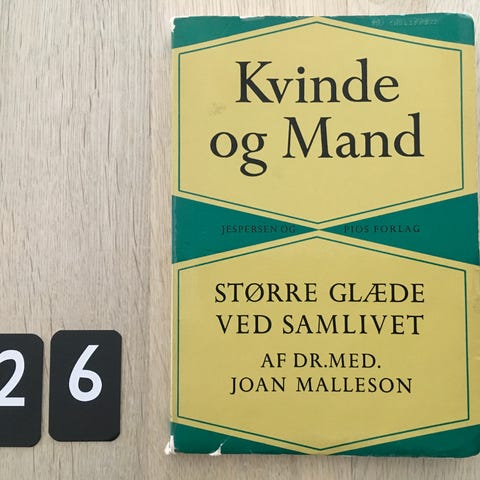 Kvinde
og Mand
JESPERSEN OG PIOS FORLAG
STØRRE GLÆDE
VED SAMLIVET
AF DR.MED.
JOAN MALLESON
2 6